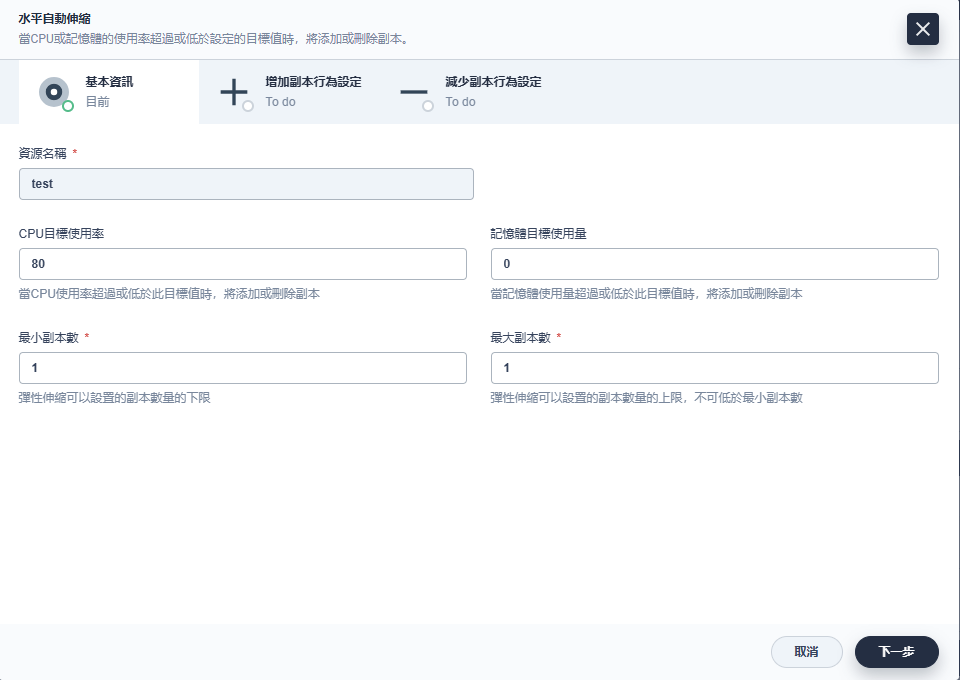 水平自動伸縮
當CPU或記憶體的使用率超過或低於設定的目標值時，將添加或刪除副本。
基本資訊
目前
增加副本行為設定
To do
減少副本行為設定
To do
資源名稱 *
test
CPU目標使用率
80
當CPU使用率超過或低於此目標值時，將添加或刪除副本
記憶體目標使用量
0
當記憶體使用量超過或低於此目標值時，將添加或刪除副本
最小副本數 *
1
彈性伸縮可以設置的副本數量的下限
最大副本數 *
1
彈性伸縮可以設置的副本數量的上限，不可低於最小副本數
取消
下一步